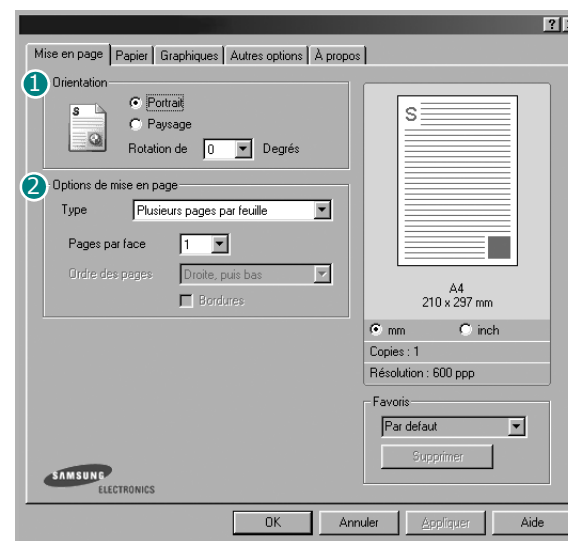 ?
Mise en page Papier Graphiques Autres options À propos
1 Orientation
S
Portrait
Paysage
Rotation de 0 Degrés
2 Options de mise en page
Type Plusieurs pages par feuille
Pages par face 1
Ordre des pages Droite, puis bas
Bordures
S
A4
210 x 297 mm
mm inch
Copies : 1
Résolution : 600 ppp
Favoris
Par defaut
Supprimer
SAMSUNG
ELECTRONICS
OK Annuler Appliquer Aide